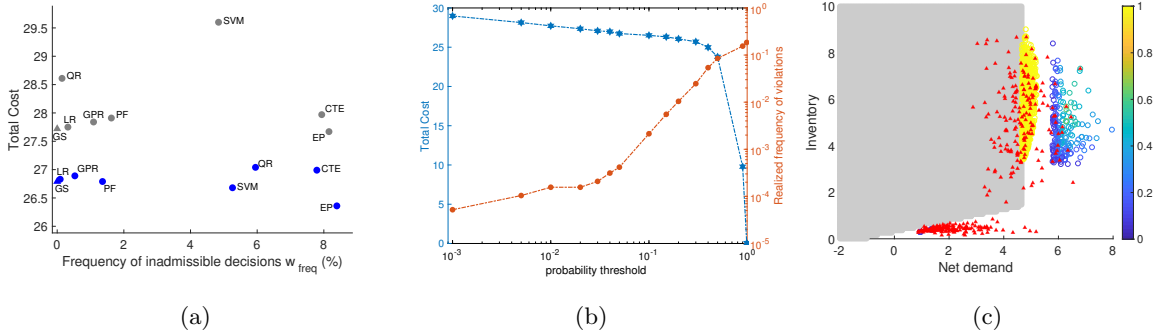 29.5
29
28.5
28
27.5
27
26.5
26
Total Cost
SVM
QR
CTE
LR
GPR
PF
GS
EP
GPR
LR
QR
CTE
GS
PF
SVM
EP
0 2 4 6 8
Frequency of inadmissible decisions w freq (%)
(a)
30
25
20
15
10
5
0
Total Cost
10^-3 10^-2 10^-1 10^0
probability threshold
10^0
10^-1
10^-2
10^-3
10^-4
10^-5
Realized frequency of violations
(b)
10
8
6
4
2
0
Inventory
-2 0 2 4 6 8
Net demand
1
0.8
0.6
0.4
0.2
0
(c)